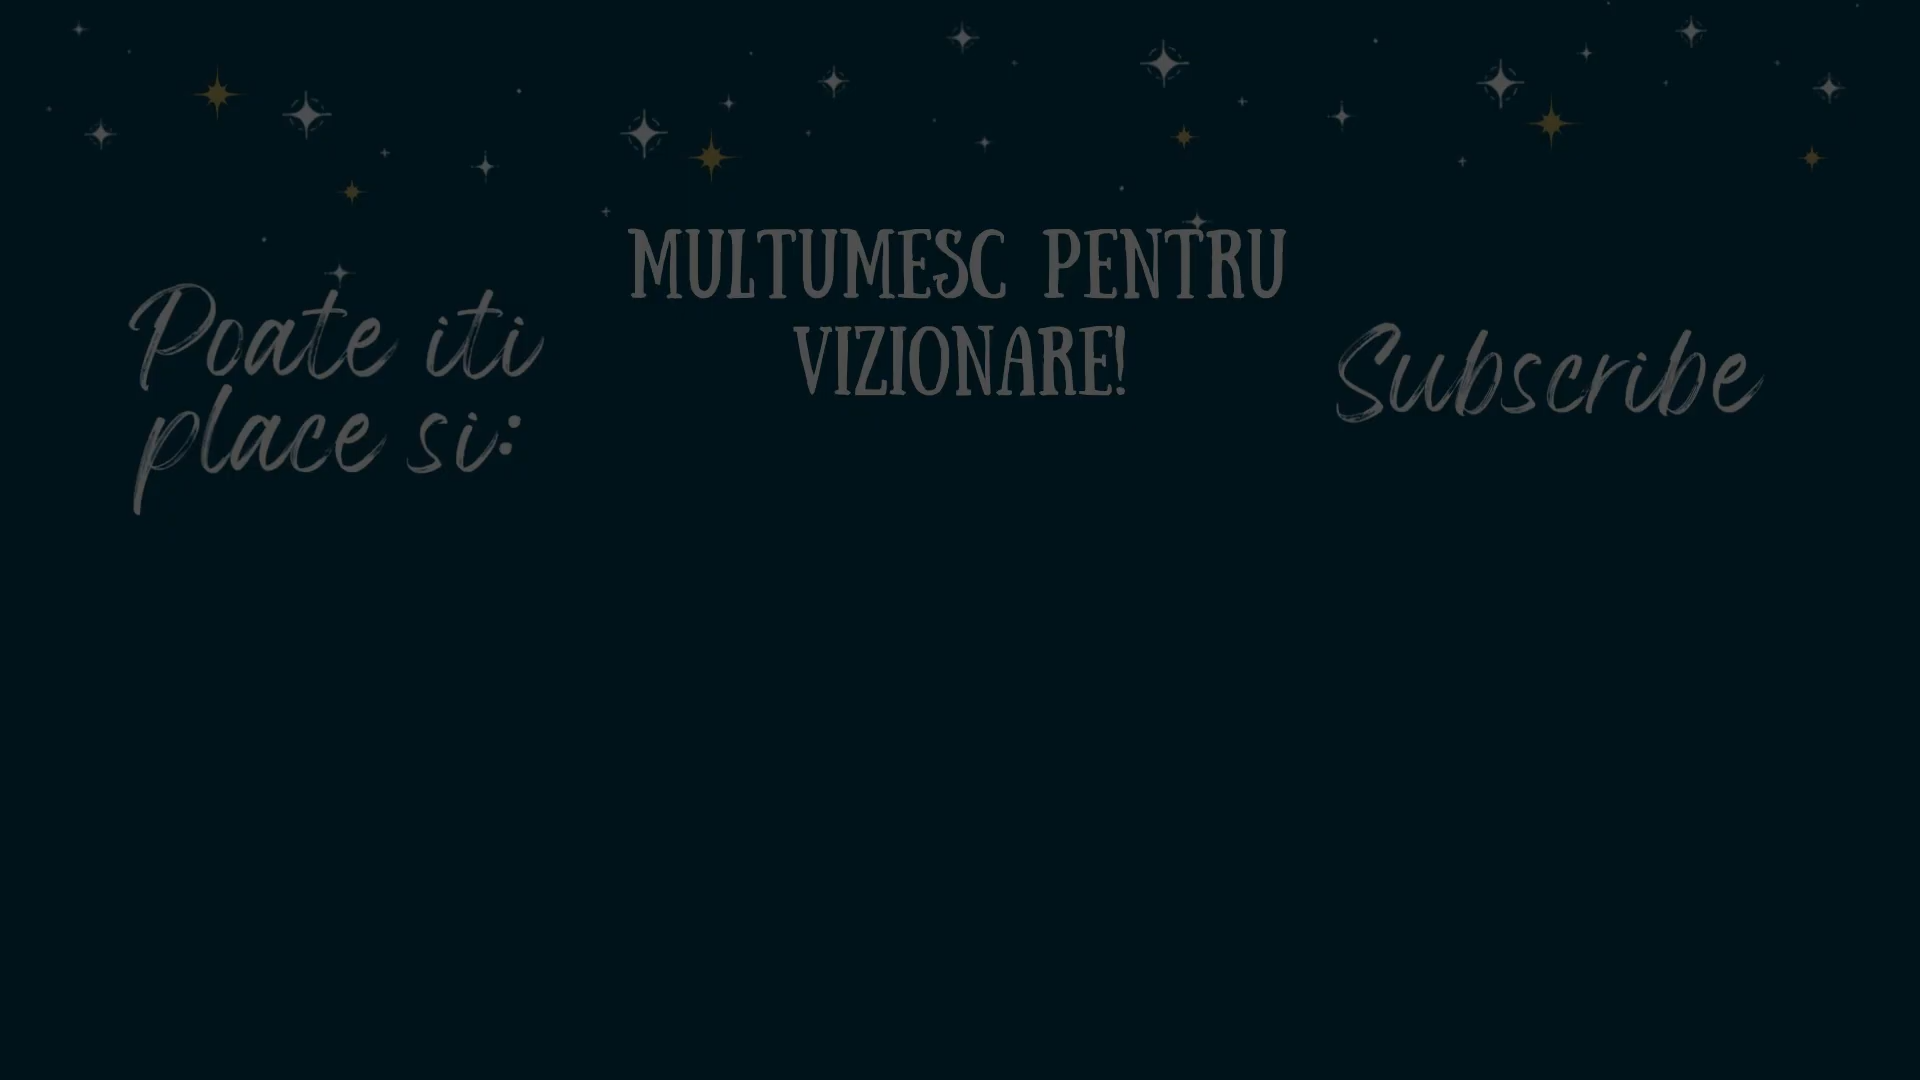 Poate iti
place si:
MULTUMESC PENTRU
VIZIONARE!
Subscribe